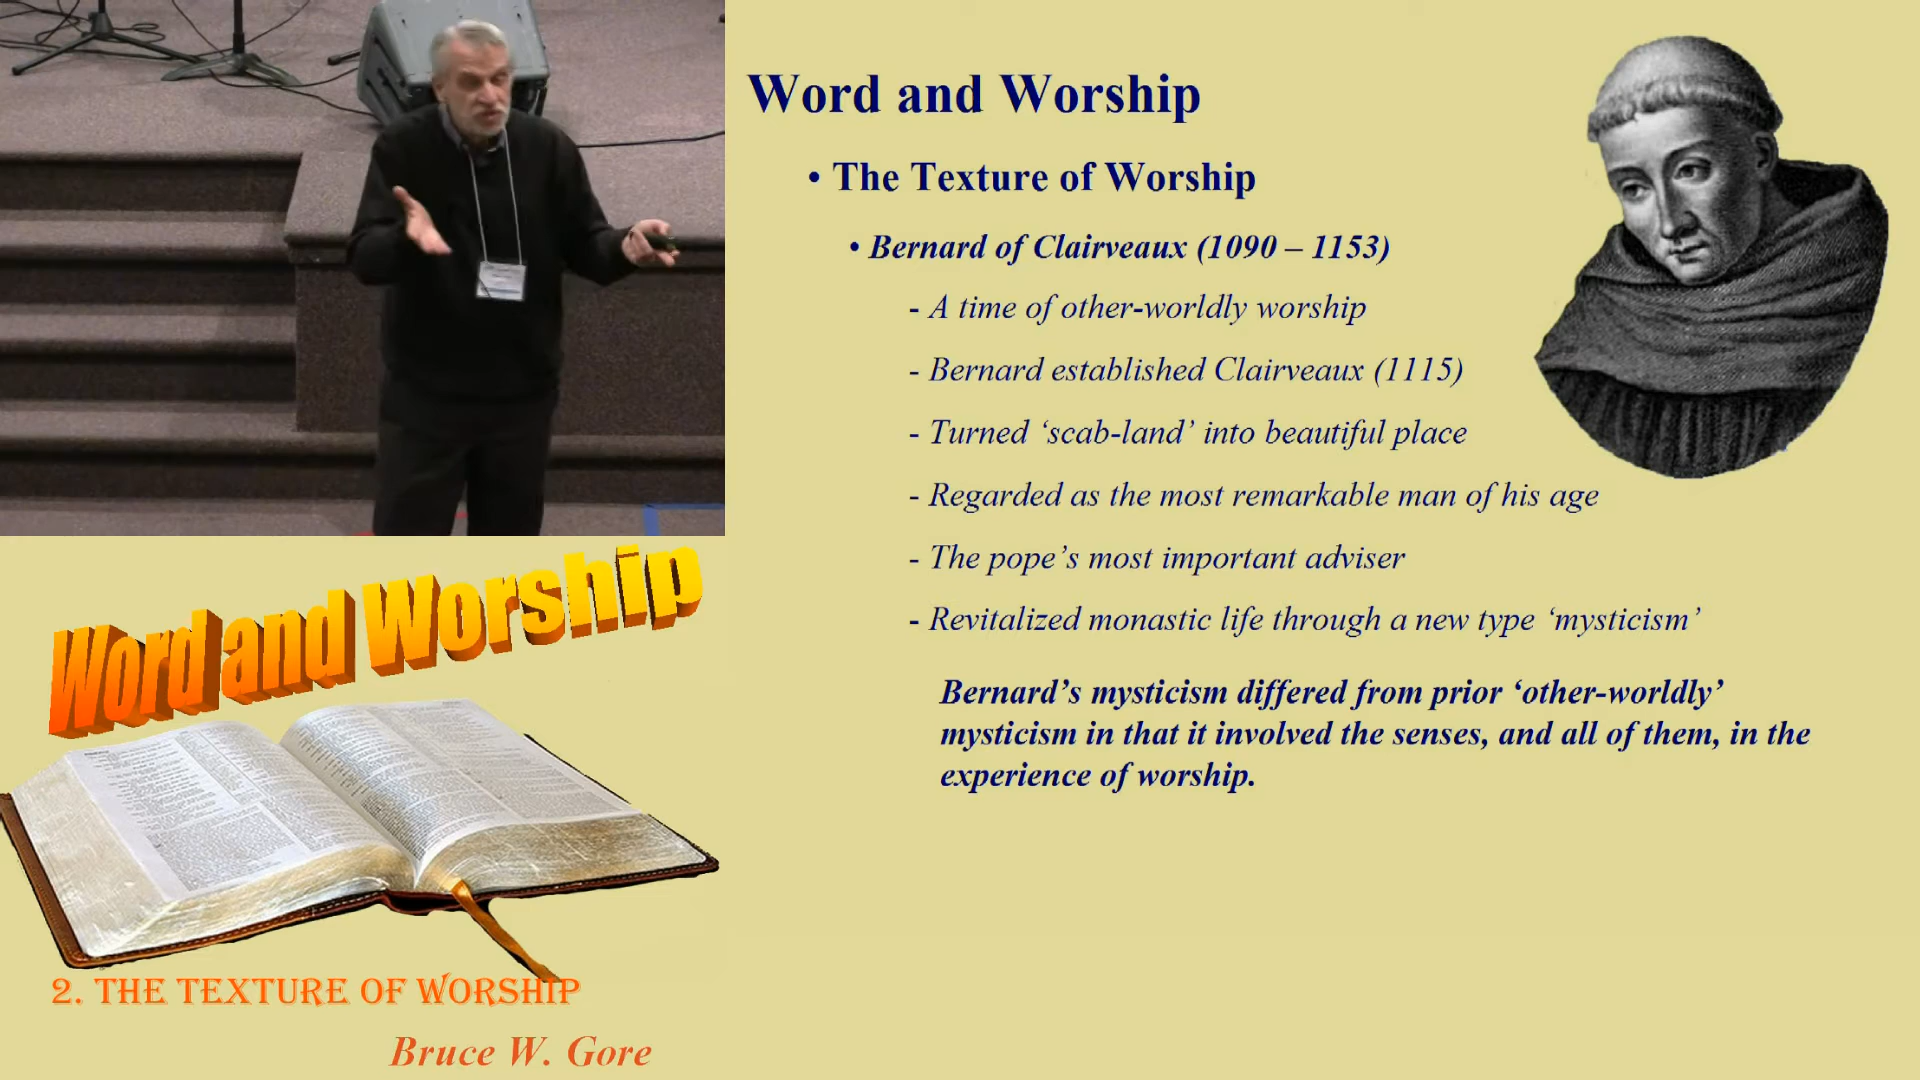 Word and Worship
• The Texture of Worship
• Bernard of Clairveaux (1090 – 1153)
- A time of other-worldly worship
- Bernard established Clairveaux (1115)
- Turned ‘scab-land’ into beautiful place
- Regarded as the most remarkable man of his age
- The pope’s most important adviser
- Revitalized monastic life through a new type ‘mysticism’
Bernard’s mysticism differed from prior ‘other-worldly’
mysticism in that it involved the senses, and all of them, in the
experience of worship.
Word and Worship
2. The Texture of Worship
Bruce W. Gore